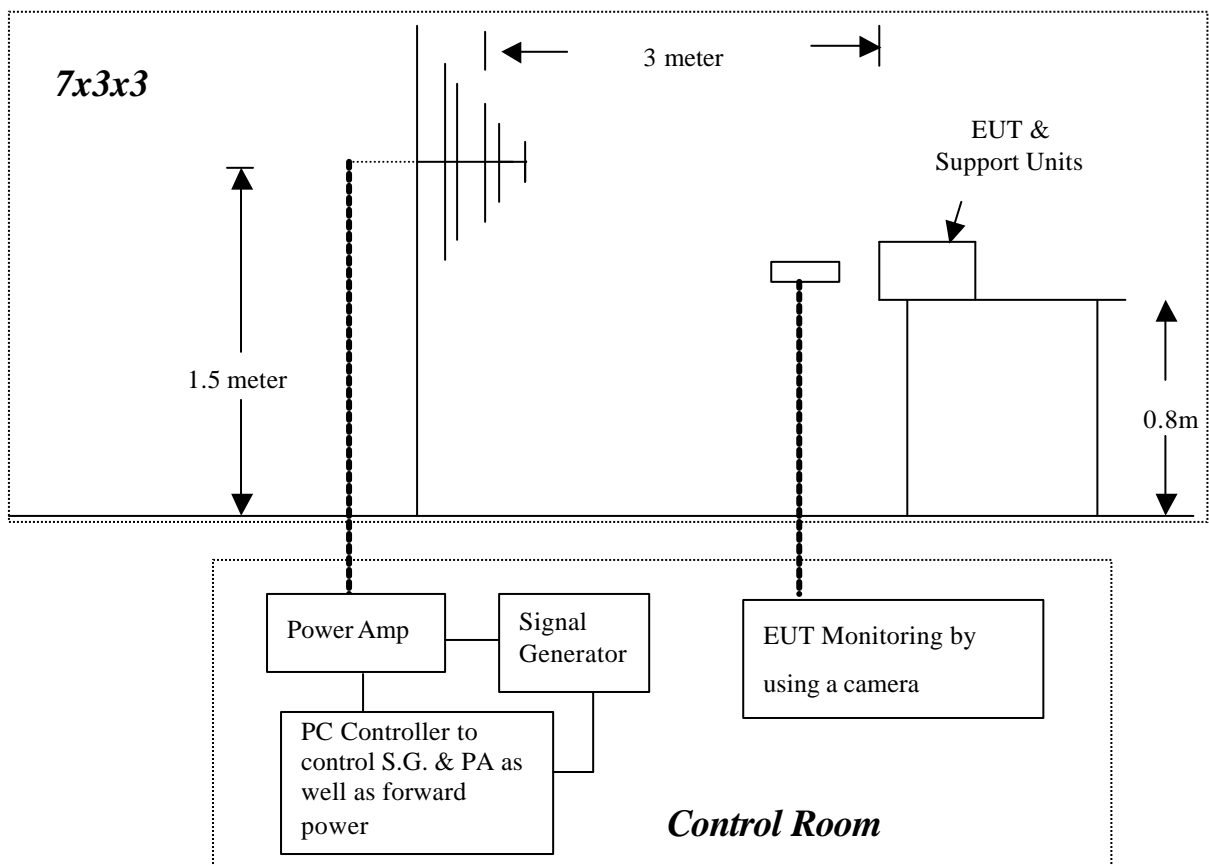 7x3x3
3 meter
EUT &
Support Units
1.5 meter
0.8m
Power Amp
Signal
Generator
EUT Monitoring by
using a camera
PC Controller to
control S.G. & PA as
well as forward
power
Control Room